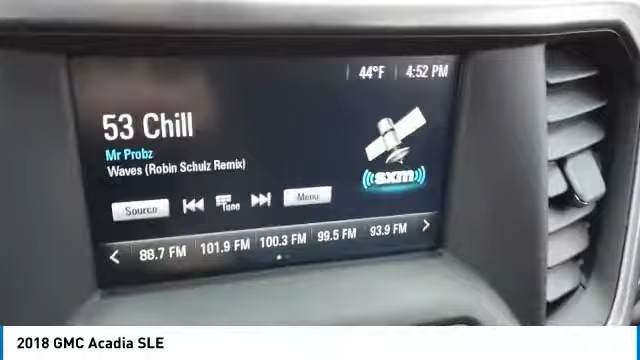 44°F 4:52 PM
53 Chill
Mr Probz
Waves (Robin Schulz Remix)
sxm
Source Tune Menu
88.7 FM 101.9 FM 100.3 FM 99.5 FM 93.9 FM
2018 GMC Acadia SLE